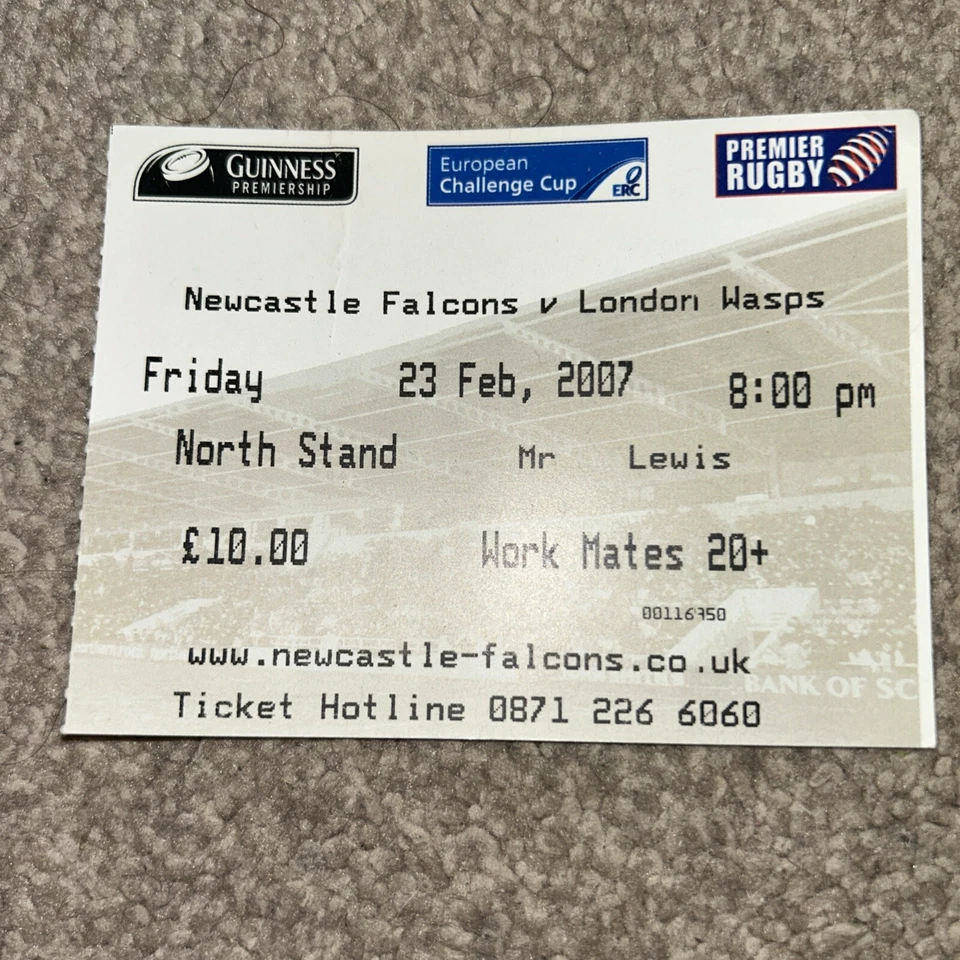 GUINNESS
PREMIERSHIP
European
Challenge Cup
ERC
PREMIER
RUGBY
Newcastle Falcons v London Wasps
Friday 23 Feb, 2007 8:00 pm
North Stand Mr Lewis
£10.00 Work Mates 20+
00116950
www.newcastle-falcons.co.uk
BANK OF SC
Ticket Hotline 0871 226 6060